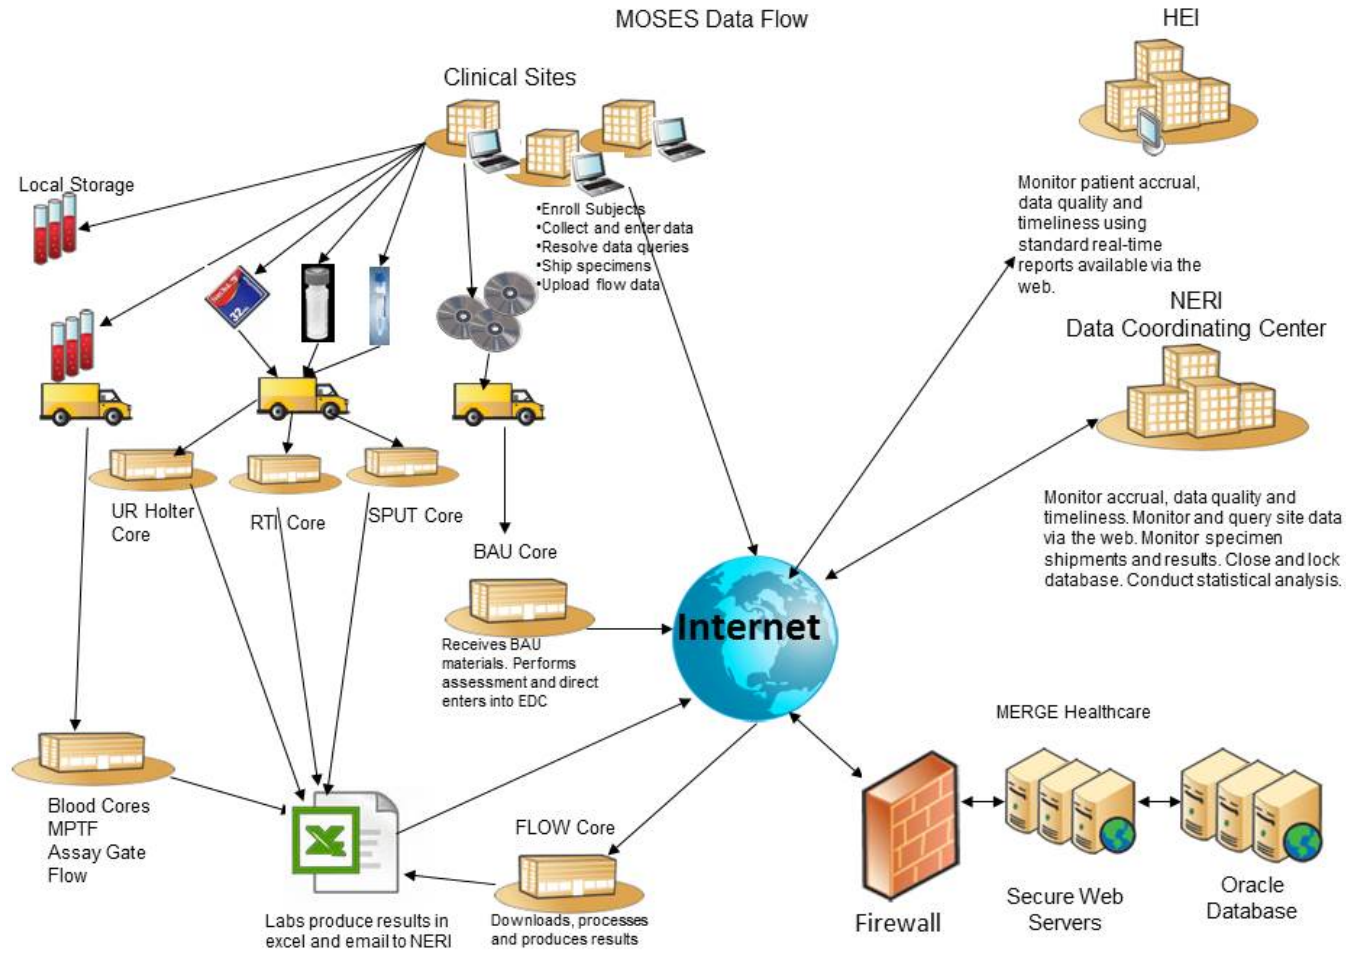 MOSES Data Flow
HEI
Clinical Sites
Local Storage
Monitor patient accrual,
data quality and
timeliness using
standard real-time
reports available via the
web.
•Enroll Subjects
•Collect and enter data
•Resolve data queries
•Ship specimens
•Upload flow data
32
NERI
Data Coordinating Center
UR Holter
Core
RTI Core
SPUT Core
BAU Core
Monitor accrual, data quality and
timeliness. Monitor and query site data
via the web. Monitor specimen
shipments and results. Close and lock
database. Conduct statistical analysis.
Internet
Receives BAU
materials. Performs
assessment and direct
enters into EDC
MERGE Healthcare
Blood Cores
MPTF
Assay Gate
Flow
FLOW Core
X
Labs produce results in
excel and email to NERI
Downloads, processes
and produces results
Firewall
Secure Web
Servers
Oracle
Database